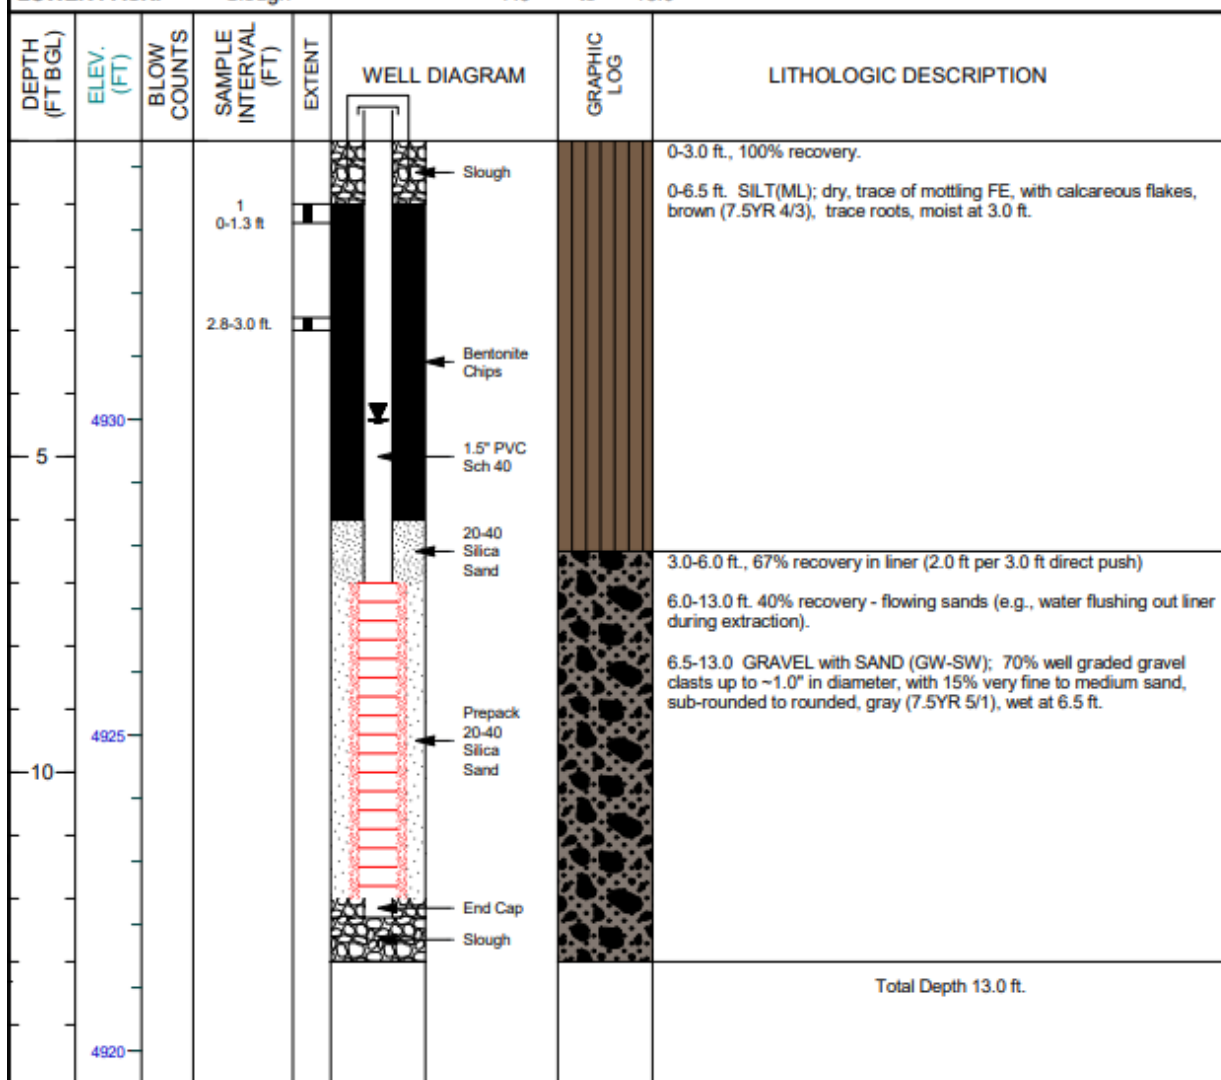 DEPTH
(FT BGL)
ELEV.
(FT)
BLOW
COUNTS
SAMPLE
INTERVAL
(FT)
EXTENT
WELL DIAGRAM
GRAPHIC
LOG
LITHOLOGIC DESCRIPTION
0-3.0 ft., 100% recovery.
Slough
0-6.5 ft. SILT(ML); dry, trace of mottling FE, with calcareous flakes,
brown (7.5YR 4/3), trace roots, moist at 3.0 ft.
1
0-1.3 ft
2.8-3.0 ft.
Bentonite
Chips
4930
5
1.5" PVC
Sch 40
20-40
Silica
Sand
3.0-6.0 ft., 67% recovery in liner (2.0 ft per 3.0 ft direct push)
6.0-13.0 ft. 40% recovery - flowing sands (e.g., water flushing out liner
during extraction).
6.5-13.0 GRAVEL with SAND (GW-SW); 70% well graded gravel
clasts up to ~1.0" in diameter, with 15% very fine to medium sand,
sub-rounded to rounded, gray (7.5YR 5/1), wet at 6.5 ft.
4925
Prepack
20-40
Silica
Sand
10
End Cap
Slough
Total Depth 13.0 ft.
4920